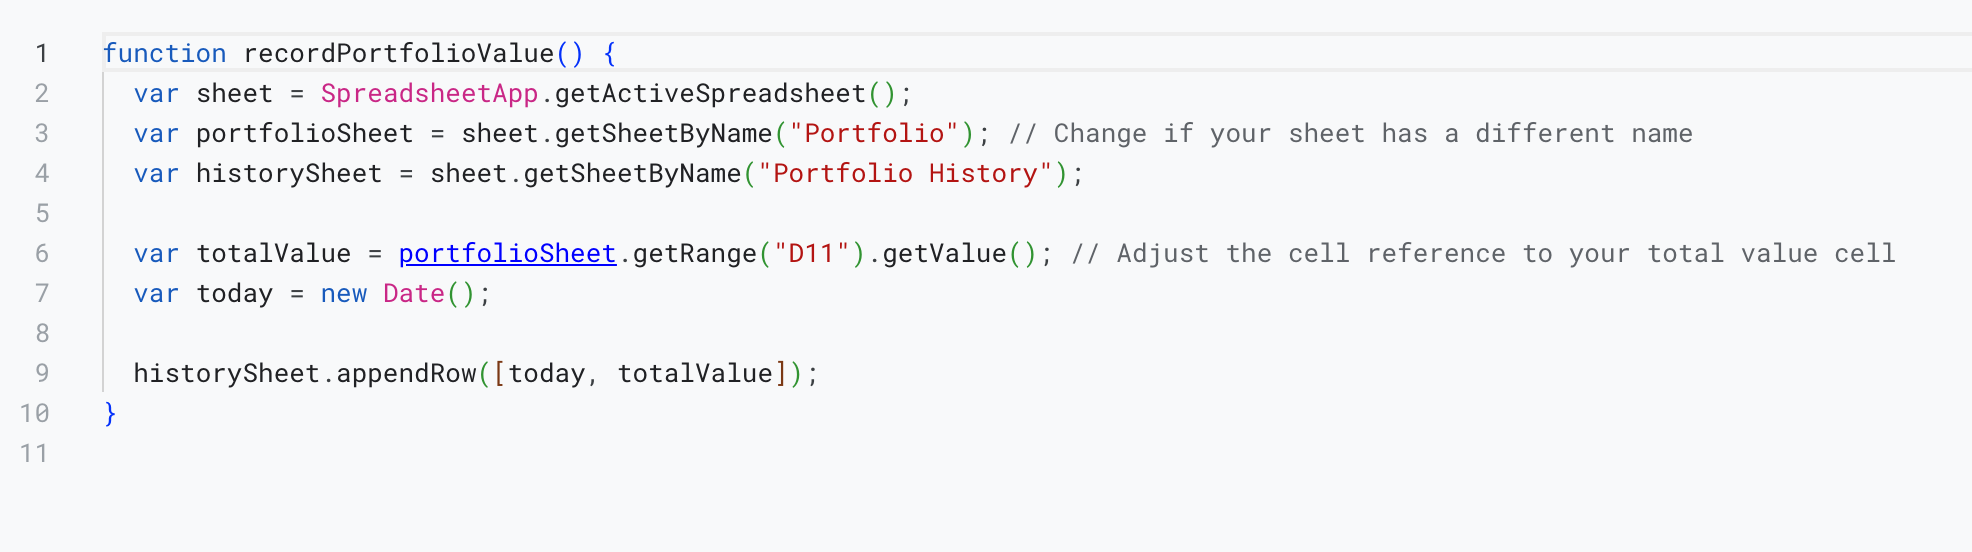 1 function recordPortfolioValue() {
2 var sheet = SpreadsheetApp.getActiveSpreadsheet();
3 var portfolioSheet = sheet.getSheetByName("Portfolio"); // Change if your sheet has a different name
4 var historySheet = sheet.getSheetByName("Portfolio History");
5
6 var totalValue = portfolioSheet.getRange("D11").getValue(); // Adjust the cell reference to your total value cell
7 var today = new Date();
8
9 historySheet.appendRow([today, totalValue]);
10 }
11